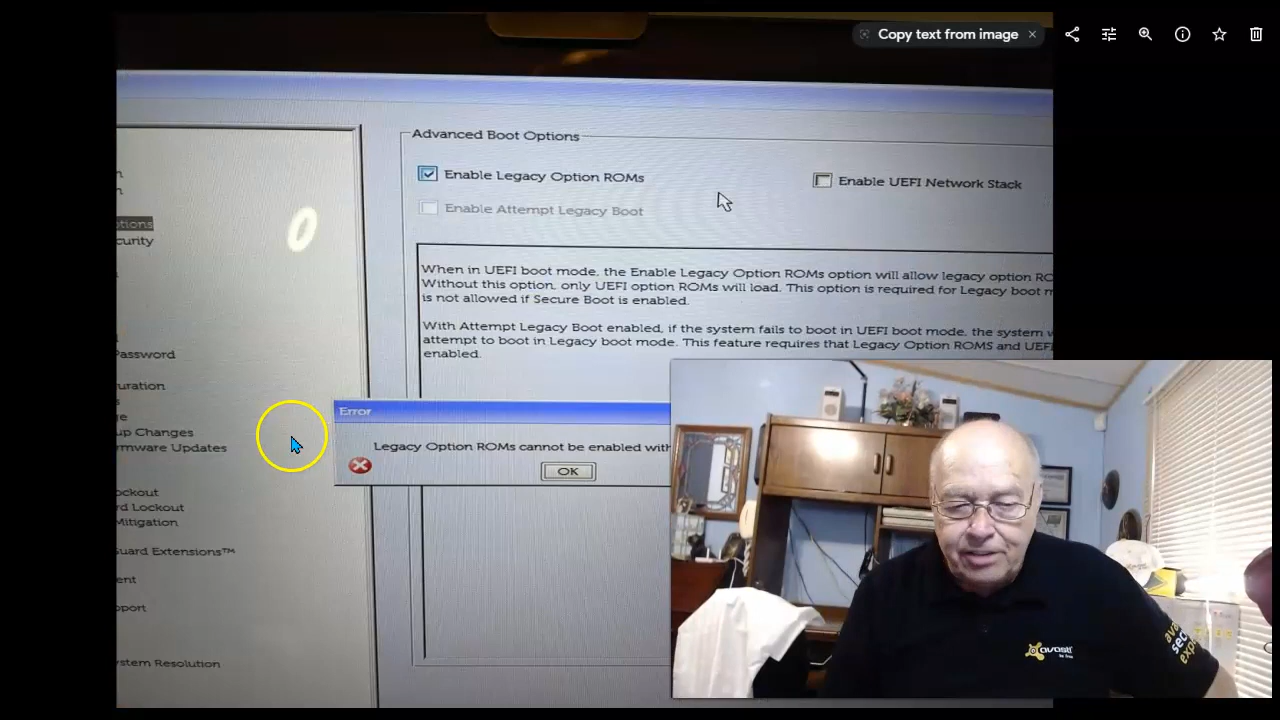 Copy text from image
Advanced Boot Options
Enable Legacy Option ROMs
Enable UEFI Network Stack
Enable Attempt Legacy Boot
tions
curity
When in UEFI boot mode, the Enable Legacy Option ROMs option will allow legacy option RO
Without this option, only UEFI option ROMs will load. This option is required for Legacy boot m
is not allowed if Secure Boot is enabled.
With Attempt Legacy Boot enabled, if the system fails to boot in UEFI boot mode, the system w
attempt to boot in Legacy boot mode. This feature requires that Legacy Option ROMS and UEFI
enabled.
Password
uration
s
ge
up Changes
rmware Updates
Error
Legacy Option ROMs cannot be enabled with
OK
ockout
rd Lockout
Mitigation
Guard Extensions™
ent
pport
ystem Resolution
avast